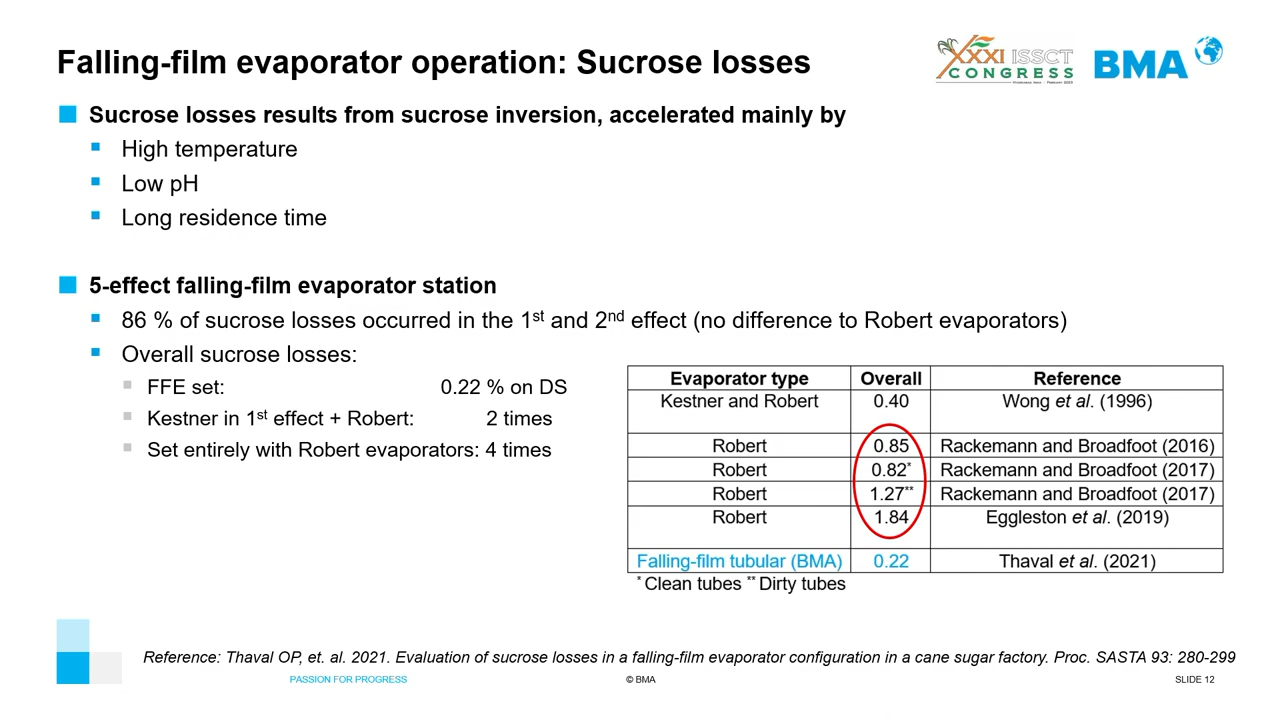 Falling-film evaporator operation: Sucrose losses
XXXI ISSCT
CONGRESS
BMA
Sucrose losses results from sucrose inversion, accelerated mainly by
High temperature
Low pH
Long residence time
5-effect falling-film evaporator station
86 % of sucrose losses occurred in the 1st and 2nd effect (no difference to Robert evaporators)
Overall sucrose losses:
FFE set: 0.22 % on DS
Kestner in 1st effect + Robert: 2 times
Set entirely with Robert evaporators: 4 times
Evaporator type Overall Reference
Kestner and Robert 0.40 Wong et al. (1996)
Robert 0.85 Rackemann and Broadfoot (2016)
Robert 0.82* Rackemann and Broadfoot (2017)
Robert 1.27** Rackemann and Broadfoot (2017)
Robert 1.84 Eggleston et al. (2019)
Falling-film tubular (BMA) 0.22 Thaval et al. (2021)
* Clean tubes ** Dirty tubes
Reference: Thaval OP, et. al. 2021. Evaluation of sucrose losses in a falling-film evaporator configuration in a cane sugar factory. Proc. SASTA 93: 280-299
PASSION FOR PROGRESS © BMA SLIDE 12